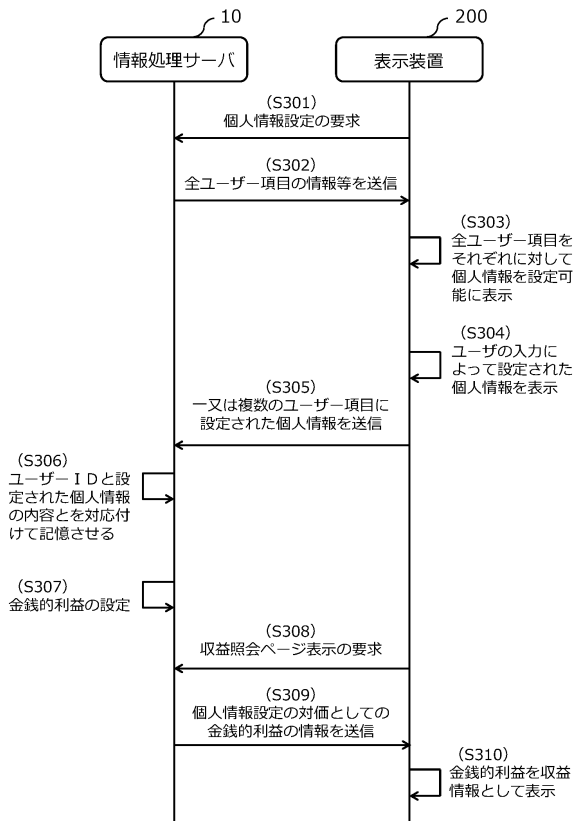 10
200
情報処理サーバ
表示装置
（S301）
個人情報設定の要求
（S302）
全ユーザー項目の情報等を送信
（S303）
全ユーザー項目を
それぞれに対して
個人情報を設定可
能に表示
（S304）
ユーザの入力に
よって設定された
個人情報を表示
（S305）
一又は複数のユーザー項目に
設定された個人情報を送信
（S306）
ユーザーＩＤと設
定された個人情報
の内容とを対応付
けて記憶させる
（S307）
金銭的利益の設定
（S308）
収益照会ページ表示の要求
（S309）
個人情報設定の対価としての
金銭的利益の情報を送信
（S310）
金銭的利益を収益
情報として表示